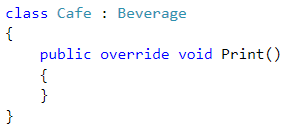 class Cafe : Beverage
{
    public override void Print()
    {
    }
}